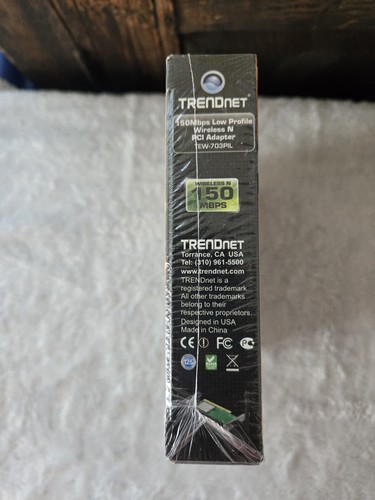 TRENDNET
150Mbps Low Profile
Wireless N
PCI Adapter
TEW-703PIL
WIRELESS N
150
MBPS
TRENDNET
Torrance, CA USA
Tel: (310) 961-5500
www.trendnet.com
TRENDnet is a
registered trademark.
All other trademarks
belong to their
respective proprietors.
Designed in USA
Made in China
CE FC